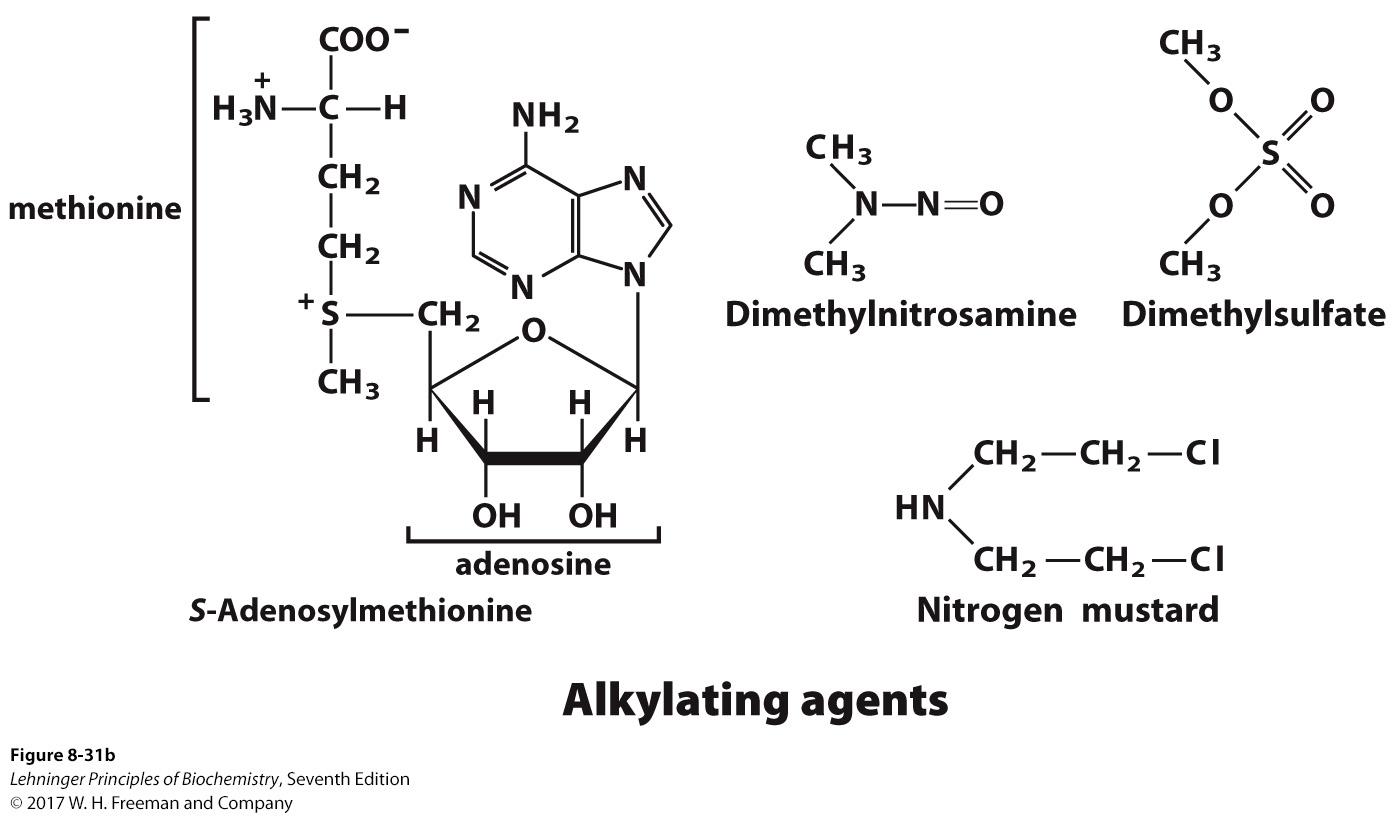 methionine
COO⁻
H₃N⁺—C—H
CH₂
CH₂
⁺S—CH₂
CH₃
NH₂
N
N
N
N
O
H
H
H
H
OH
OH
adenosine
S-Adenosylmethionine
CH₃
N—N=O
CH₃
Dimethylnitrosamine
CH₃
O
O
S
O
O
CH₃
Dimethylsulfate
CH₂—CH₂—Cl
HN
CH₂—CH₂—Cl
Nitrogen mustard
Alkylating agents
Figure 8-31b
Lehninger Principles of Biochemistry, Seventh Edition
© 2017 W. H. Freeman and Company